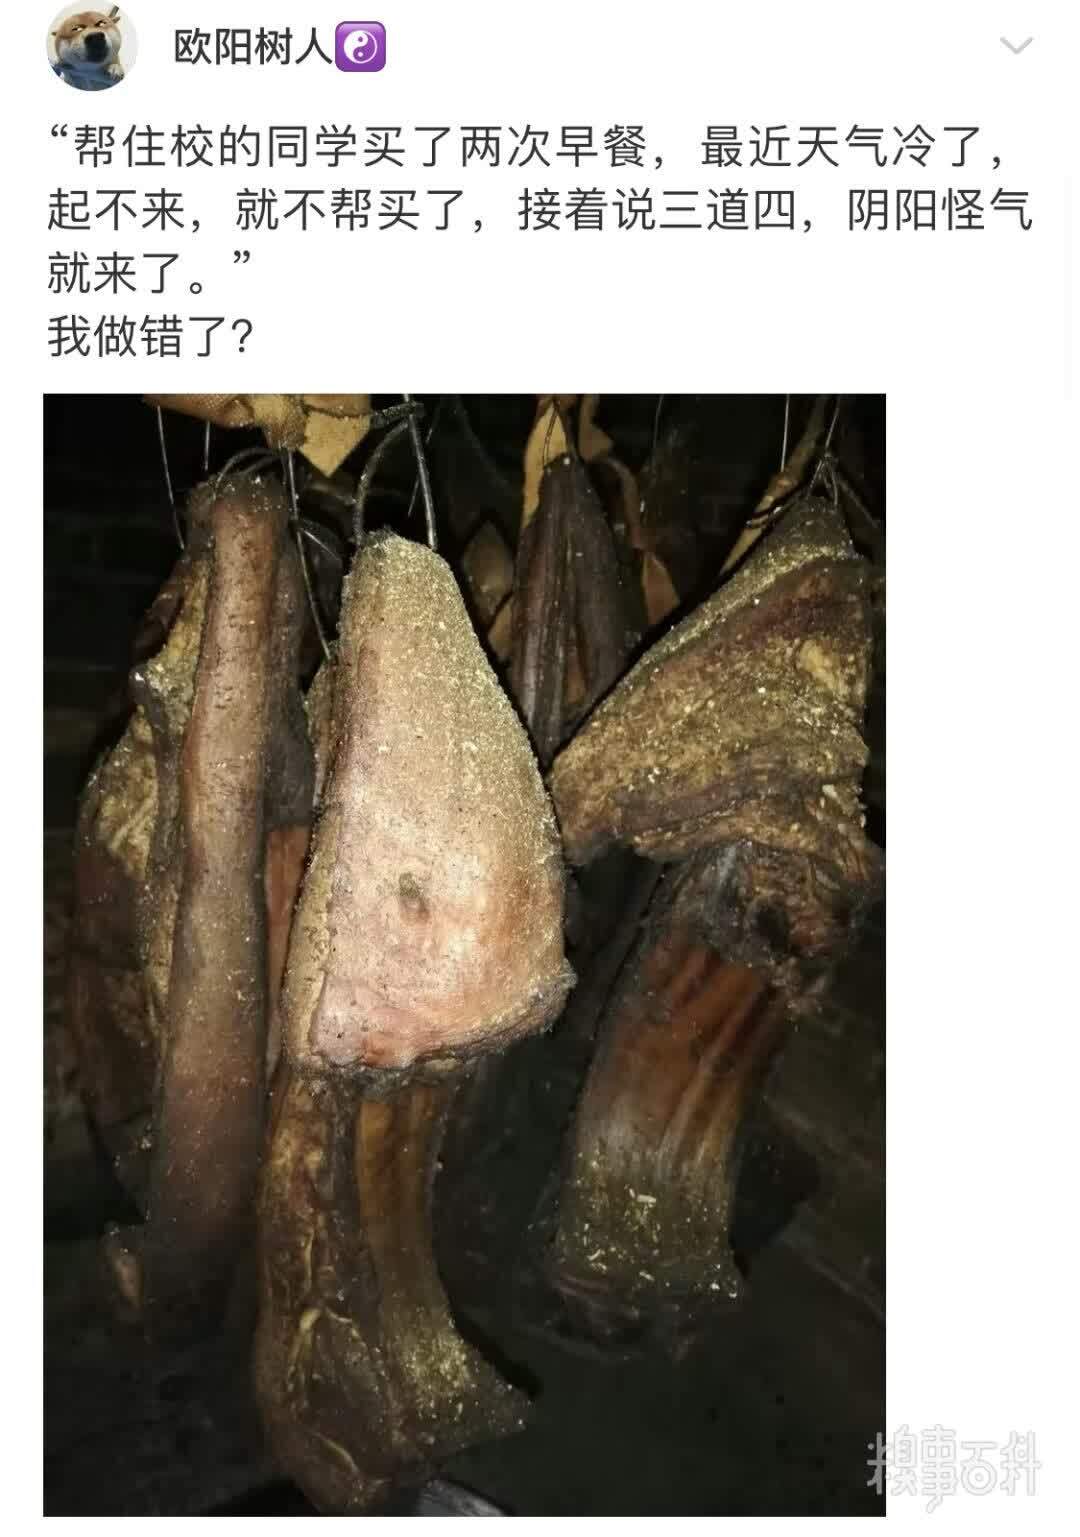 欧阳树人☯
“帮住校的同学买了两次早餐，最近天气冷了，
起不来，就不帮买了，接着说三道四，阴阳怪气
就来了。”
我做错了？
糗事百科